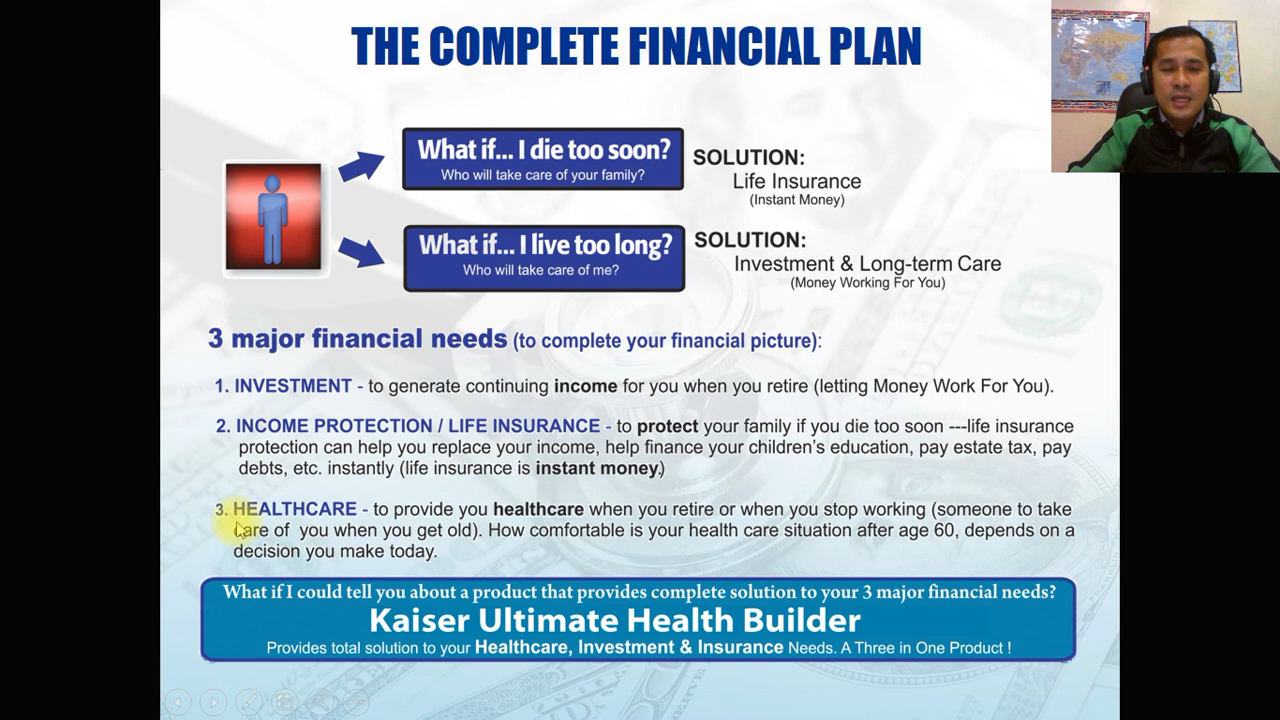 THE COMPLETE FINANCIAL PLAN
What if... I die too soon?
Who will take care of your family?
SOLUTION:
Life Insurance
(Instant Money)
What if... I live too long?
Who will take care of me?
SOLUTION:
Investment & Long-term Care
(Money Working For You)
3 major financial needs (to complete your financial picture):
1. INVESTMENT - to generate continuing income for you when you retire (letting Money Work For You).
2. INCOME PROTECTION / LIFE INSURANCE - to protect your family if you die too soon ---life insurance
protection can help you replace your income, help finance your children's education, pay estate tax, pay
debts, etc. instantly (life insurance is instant money.)
3. HEALTHCARE - to provide you healthcare when you retire or when you stop working (someone to take
care of you when you get old). How comfortable is your health care situation after age 60, depends on a
decision you make today.
What if I could tell you about a product that provides complete solution to your 3 major financial needs?
Kaiser Ultimate Health Builder
Provides total solution to your Healthcare, Investment & Insurance Needs. A Three in One Product !